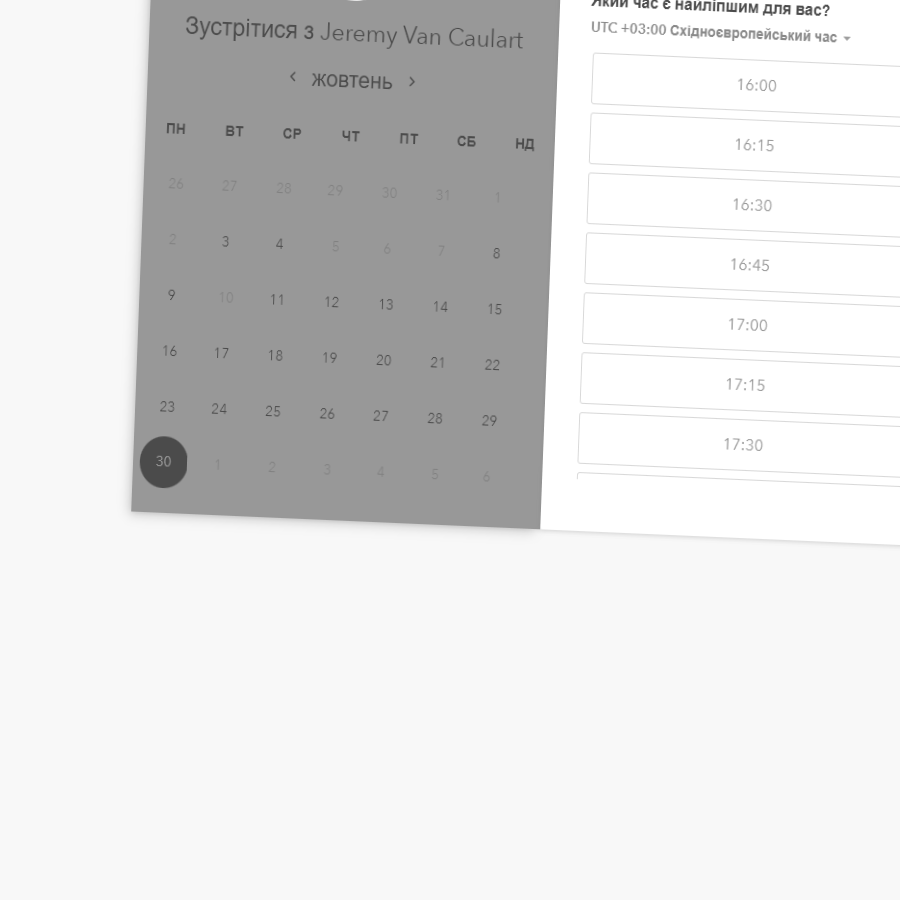 Зустрітися з Jeremy Van Caulart
‹ жовтень ›
ПН ВТ СР ЧТ ПТ СБ НД
26 27 28 29 30 31 1
2 3 4 5 6 7 8
9 10 11 12 13 14 15
16 17 18 19 20 21 22
23 24 25 26 27 28 29
30 1 2 3 4 5 6
Який час є найліпшим для вас?
UTC +03:00 Східноєвропейський час
16:00
16:15
16:30
16:45
17:00
17:15
17:30